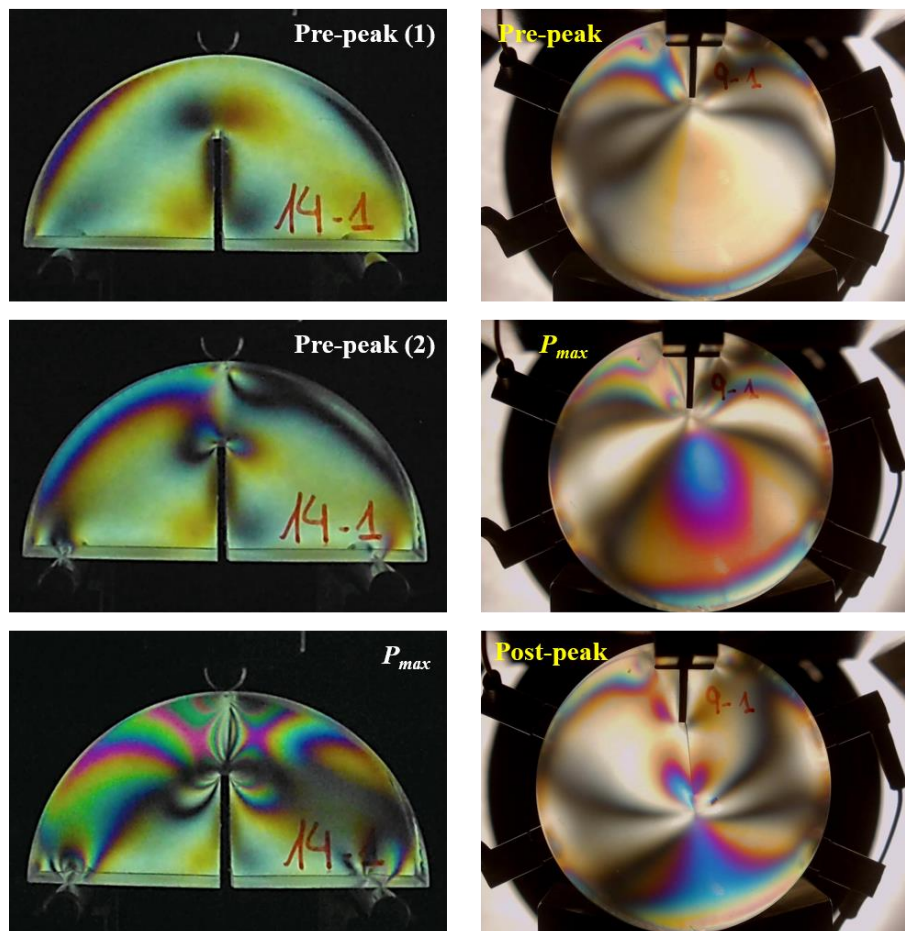 Pre-peak (1)
14-1
Pre-peak
9-1
Pre-peak (2)
14-1
Pmax
9-1
Pmax
14-1
Post-peak
9-1